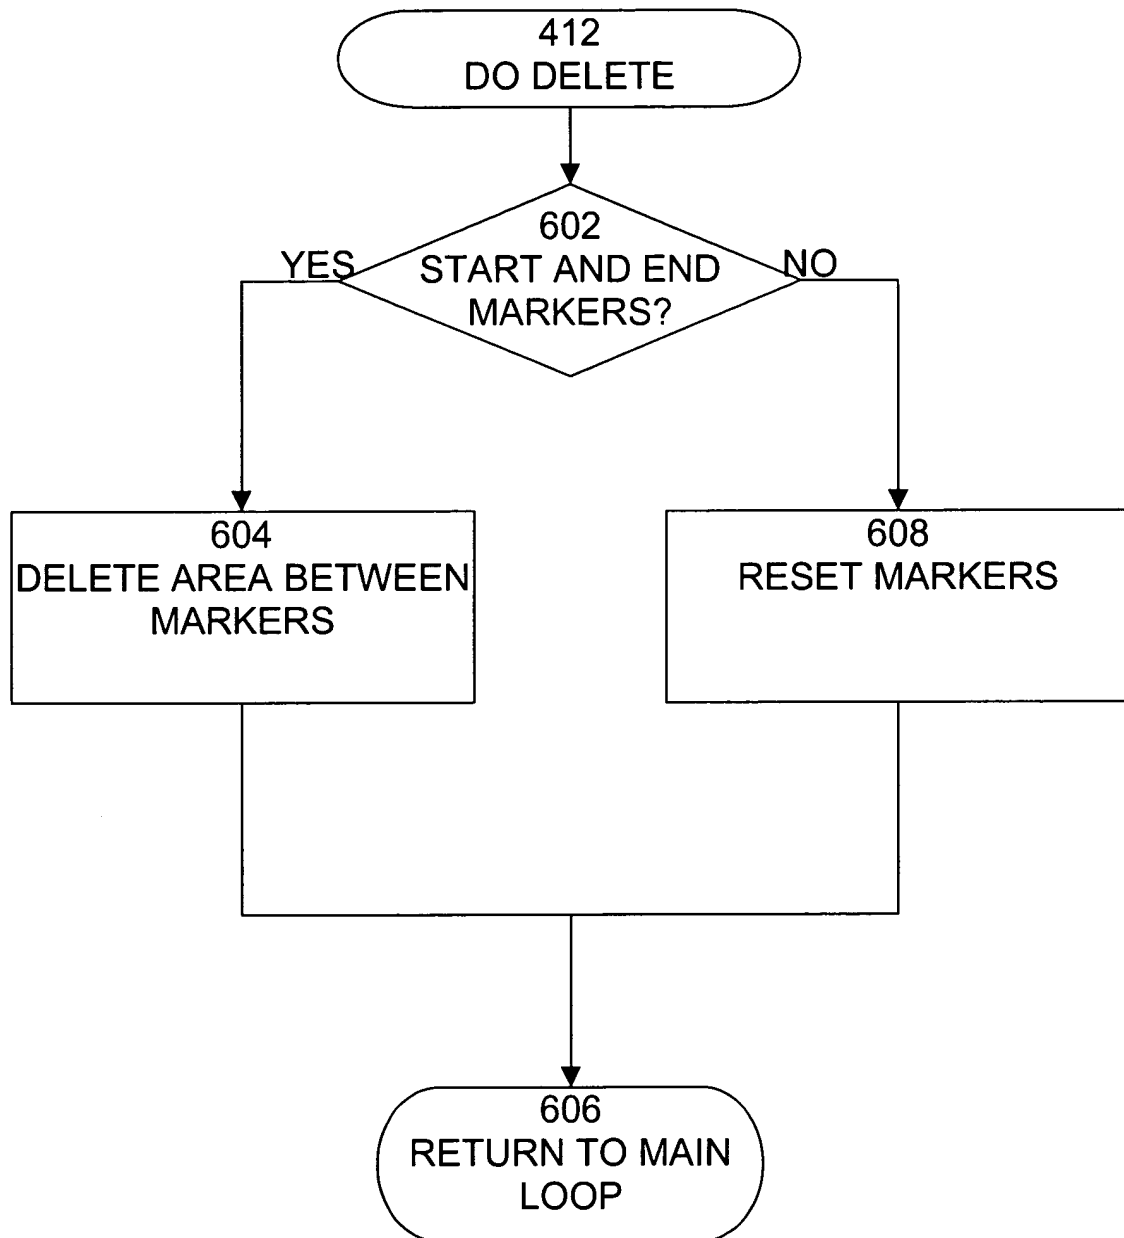 412
DO DELETE
602
START AND END
MARKERS?
YES
NO
604
DELETE AREA BETWEEN
MARKERS
608
RESET MARKERS
606
RETURN TO MAIN
LOOP